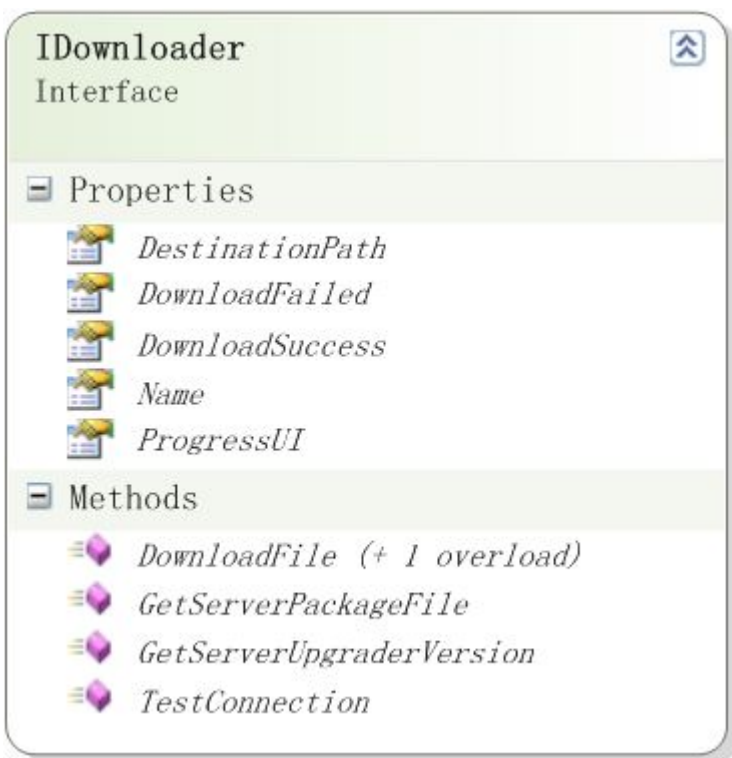 IDownloader
Interface
Properties
DestinationPath
DownloadFailed
DownloadSuccess
Name
ProgressUI
Methods
DownloadFile (+ 1 overload)
GetServerPackageFile
GetServerUpgraderVersion
TestConnection